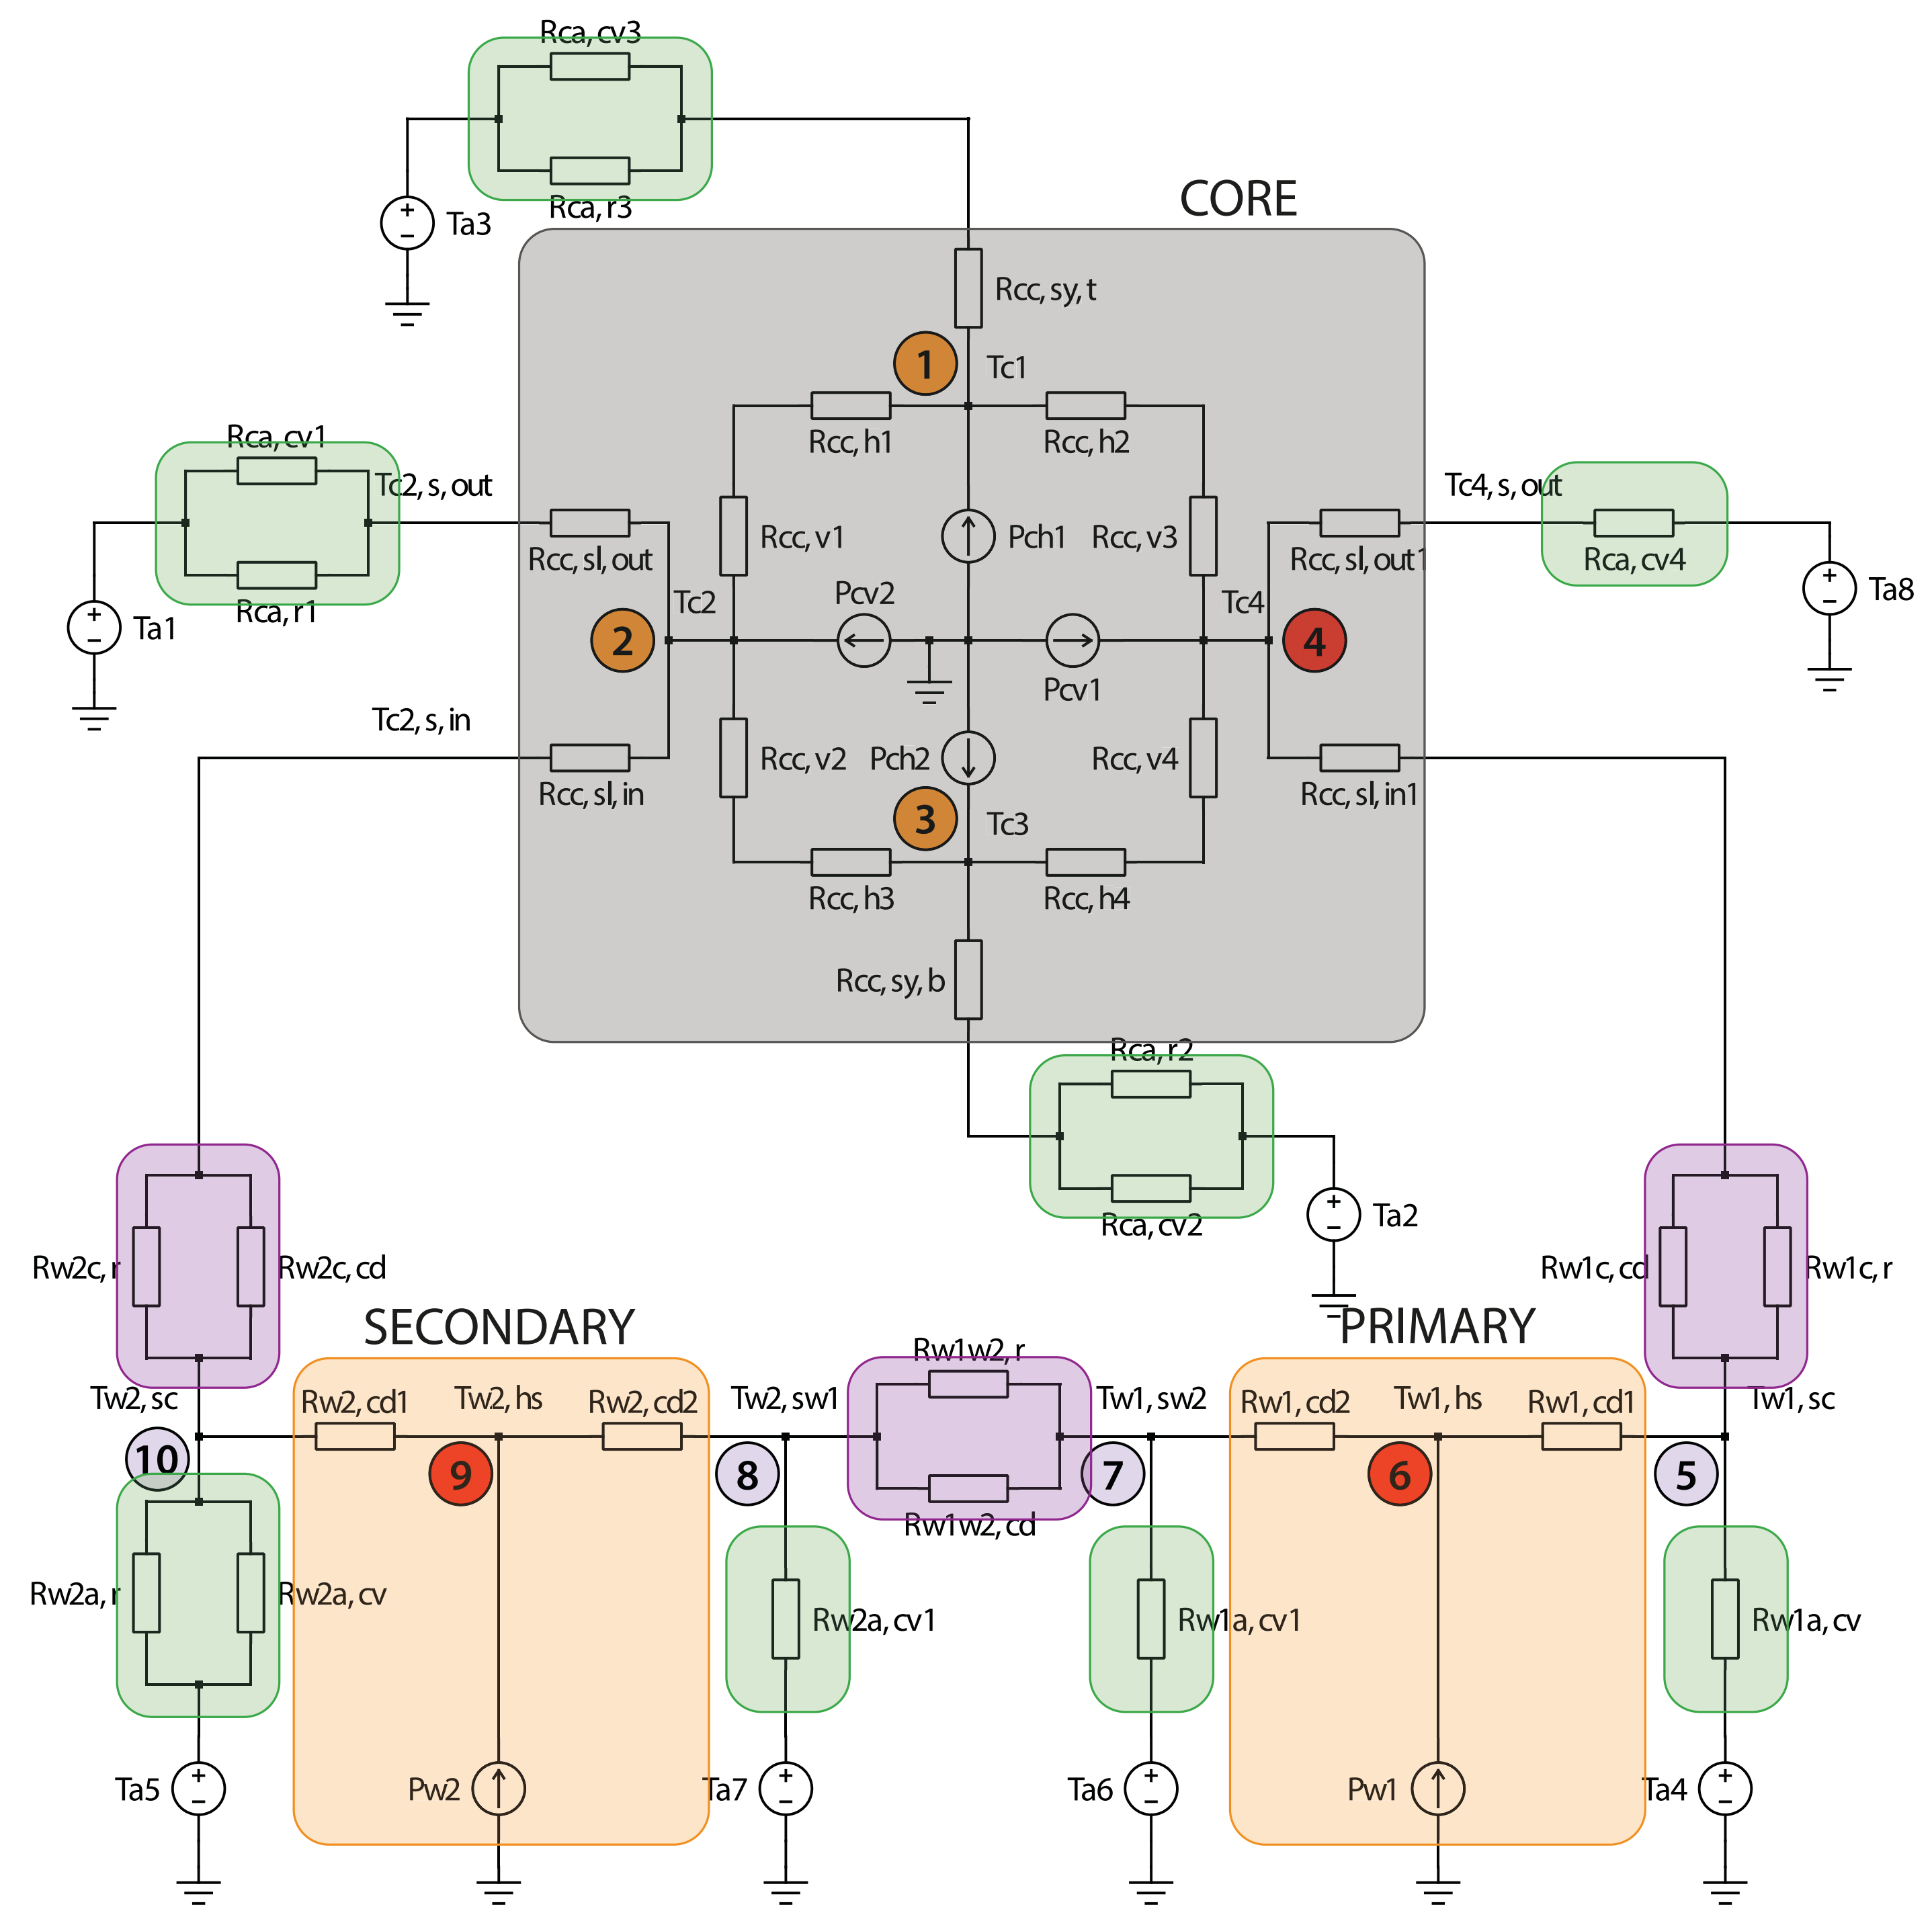 Rca, cv3
Rca, r3
Ta3
CORE
Rcc, sy, t
1
Tc1
Rcc, h1
Rcc, h2
Rca, cv1
Rca, r1
Ta1
Tc2, s, out
Rcc, sl, out
Rcc, v1
Pch1
Rcc, v3
Rcc, sl, out1
Tc4, s, out
Rca, cv4
Ta8
Tc2
Pcv2
Tc4
2
4
Pcv1
Tc2, s, in
Rcc, sl, in
Rcc, v2
Pch2
Rcc, v4
Rcc, sl, in1
3
Tc3
Rcc, h3
Rcc, h4
Rcc, sy, b
Rca, r2
Rca, cv2
Ta2
Rw2c, r
Rw2c, cd
Rw1c, cd
Rw1c, r
SECONDARY
PRIMARY
Rw1w2, r
Tw2, sc
Rw2, cd1
Tw2, hs
Rw2, cd2
Tw2, sw1
Tw1, sw2
Rw1, cd2
Tw1, hs
Rw1, cd1
Tw1, sc
10
9
8
7
6
5
Rw1w2, cd
Rw2a, r
Rw2a, cv
Rw2a, cv1
Rw1a, cv1
Rw1a, cv
Ta5
Pw2
Ta7
Ta6
Pw1
Ta4